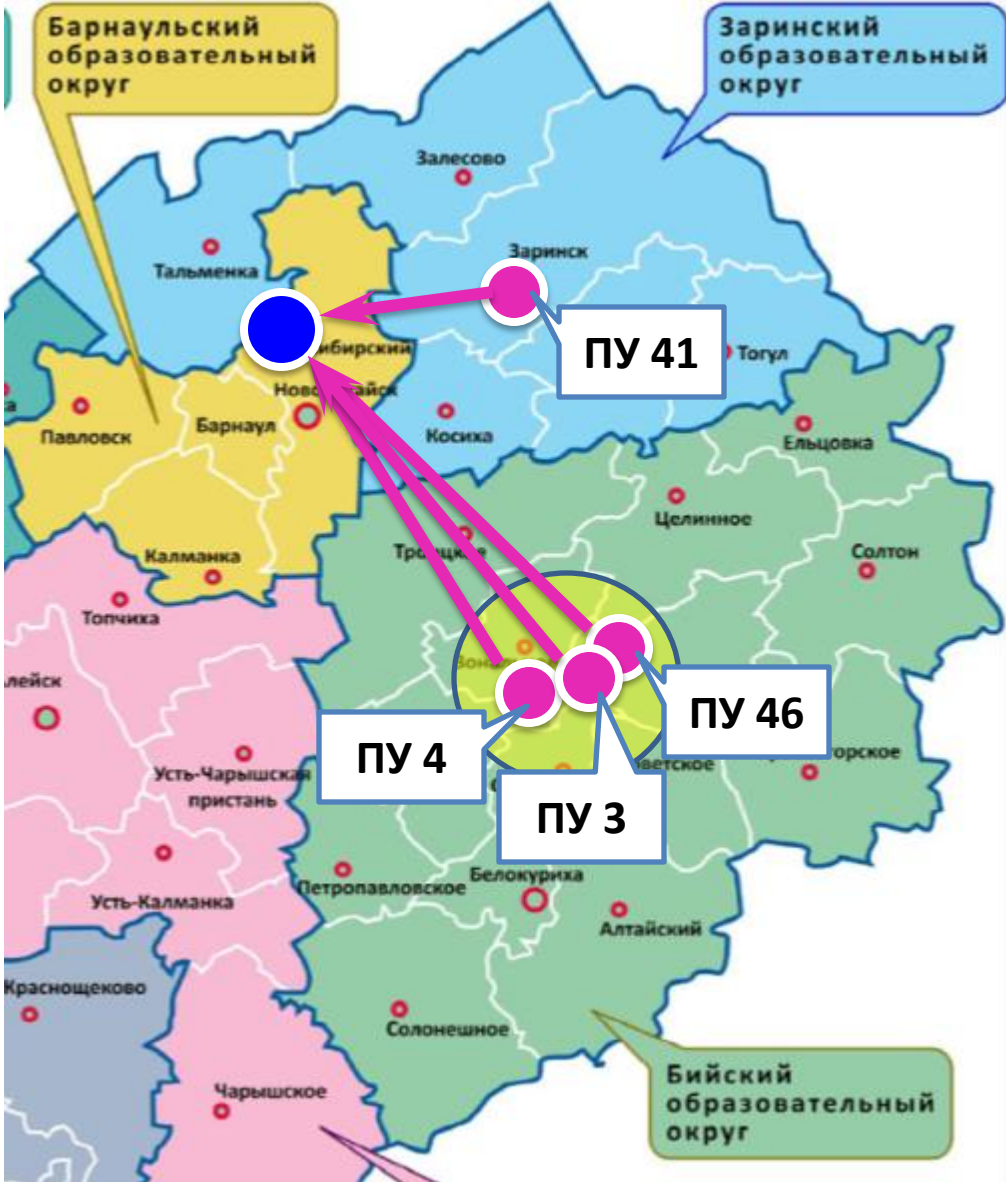 Барнаульский
образовательный
округ
Заринский
образовательный
округ
Залесово
Заринск
Тальменка
ПУ 41
Тогул
Павловск
Барнаул
Косиха
Ельцовка
Целинное
Солтон
Калманка
Топчиха
ПУ 46
ПУ 4
ПУ 3
Усть-Чарышская
пристань
Белокуриха
Петропавловское
Усть-Калманка
Алтайский
Краснощеково
Солонешное
Чарышское
Бийский
образовательный
округ